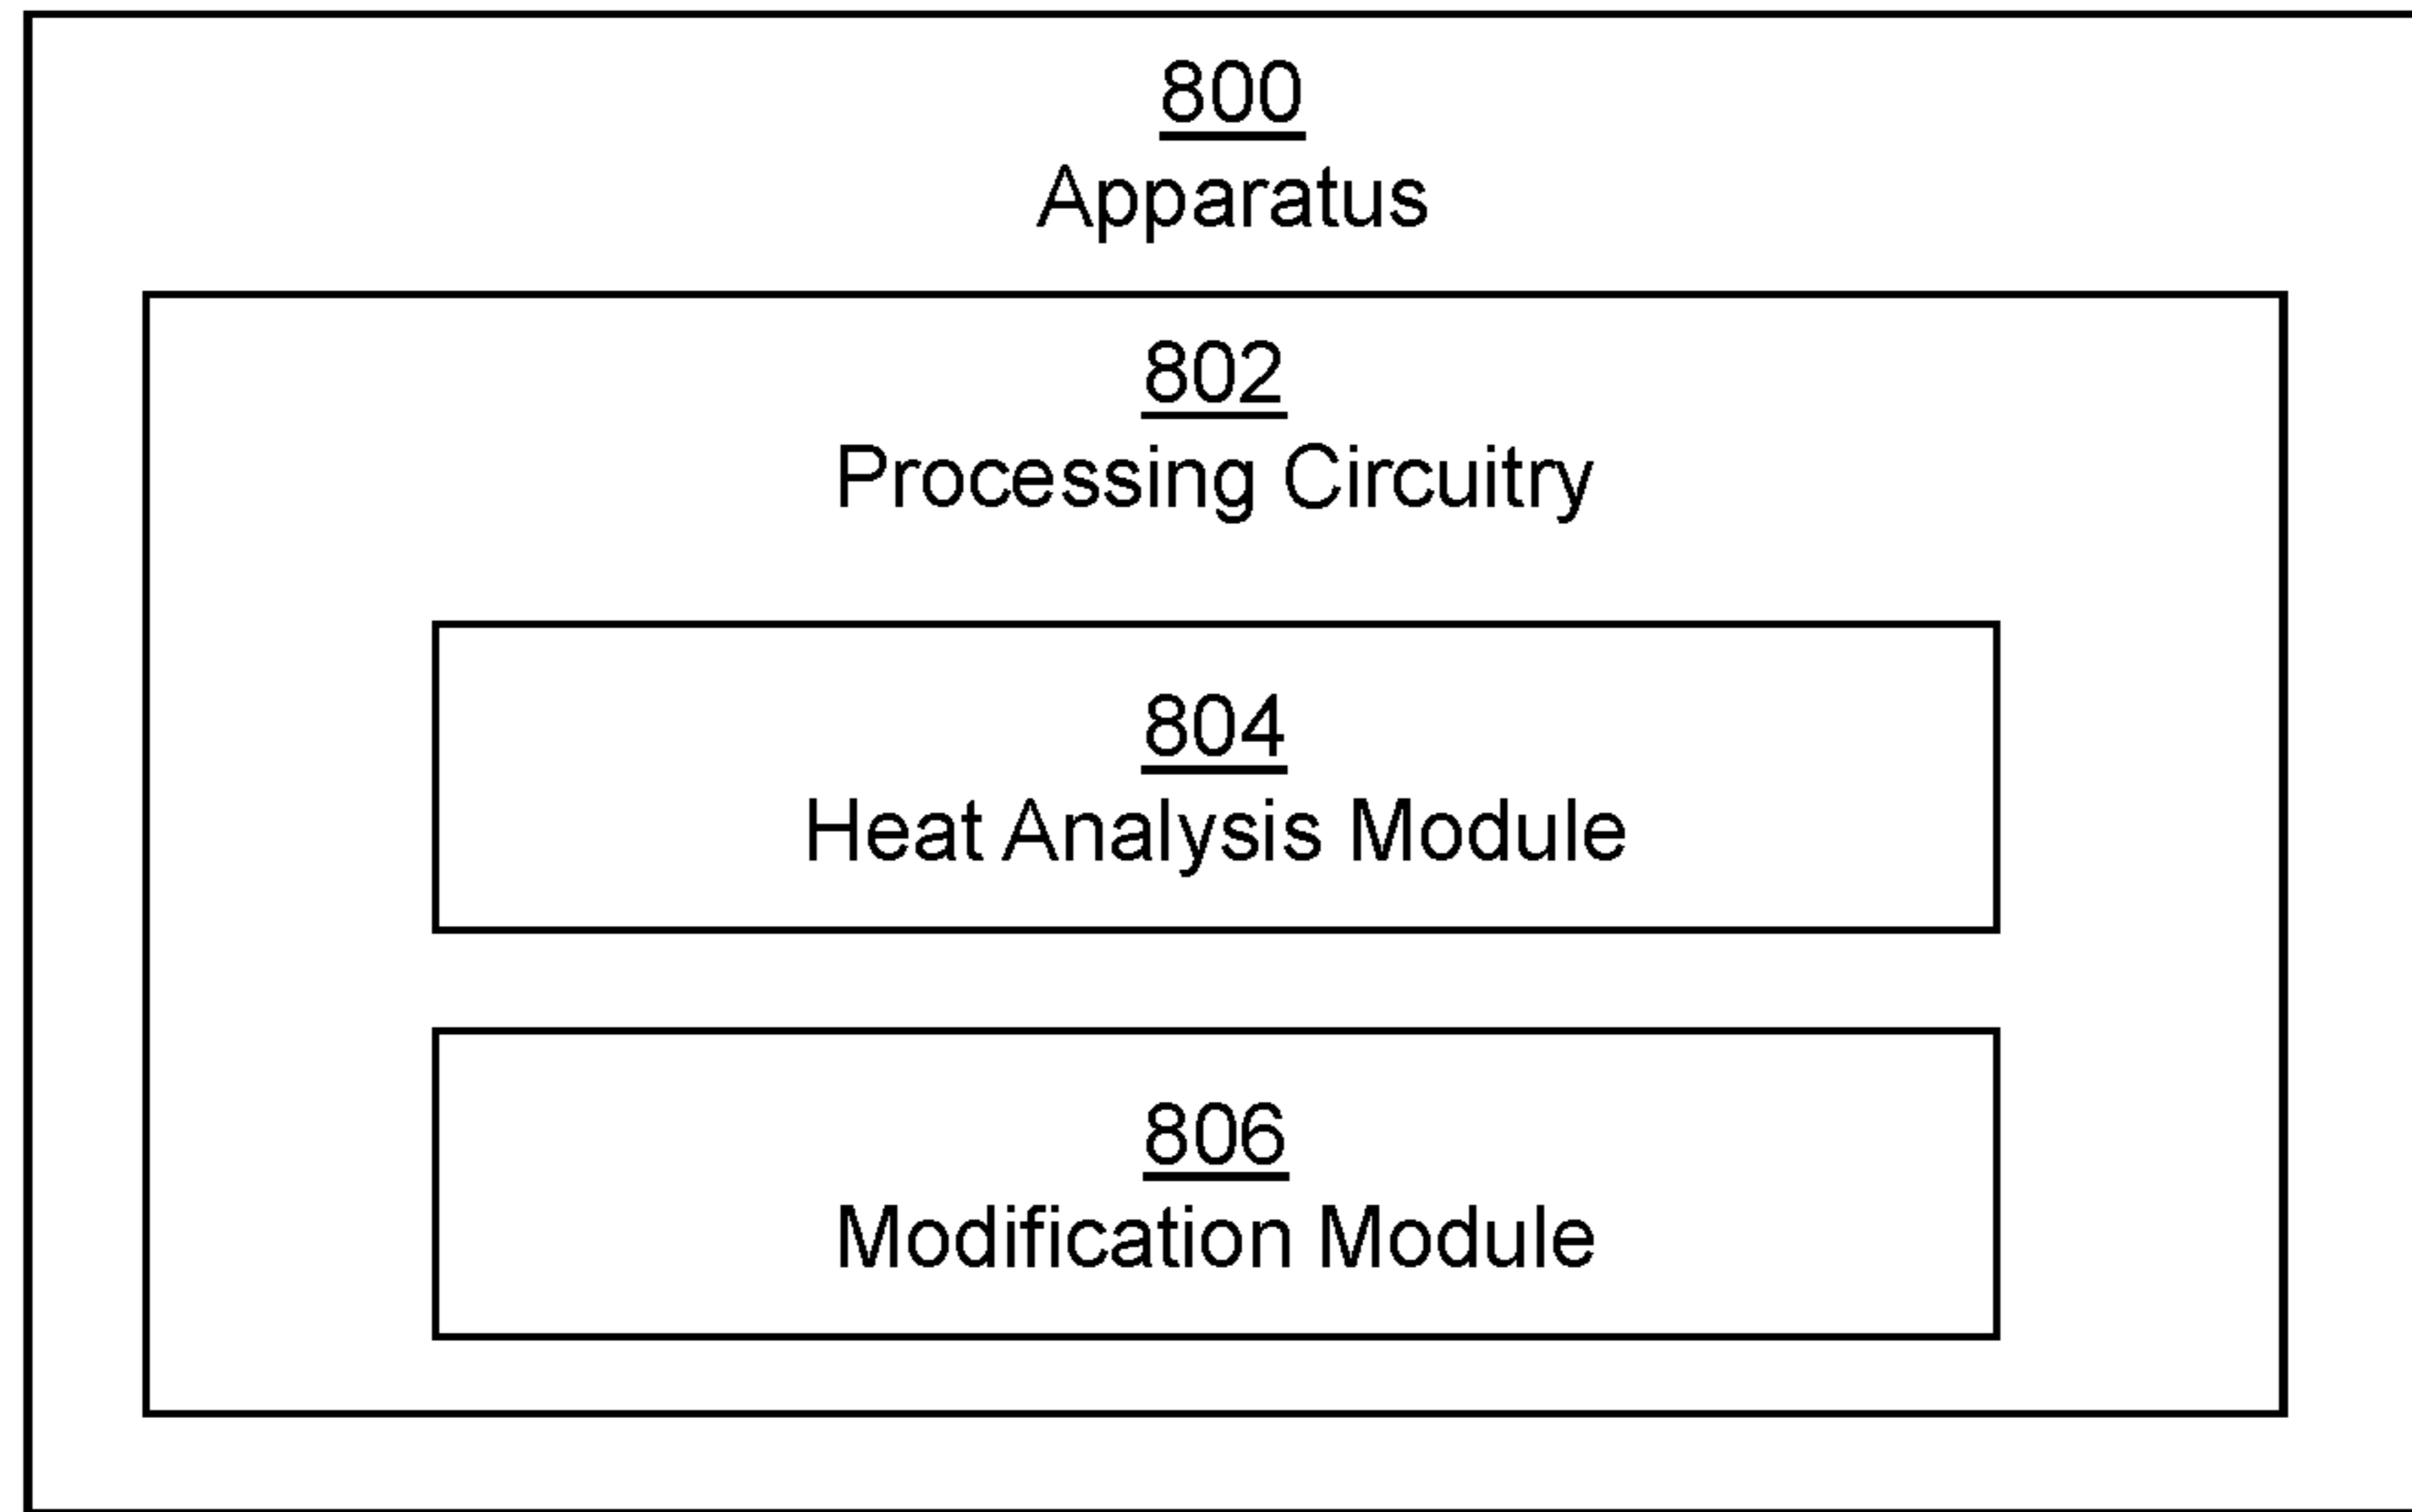 800
Apparatus
802
Processing Circuitry
804
Heat Analysis Module
806
Modification Module